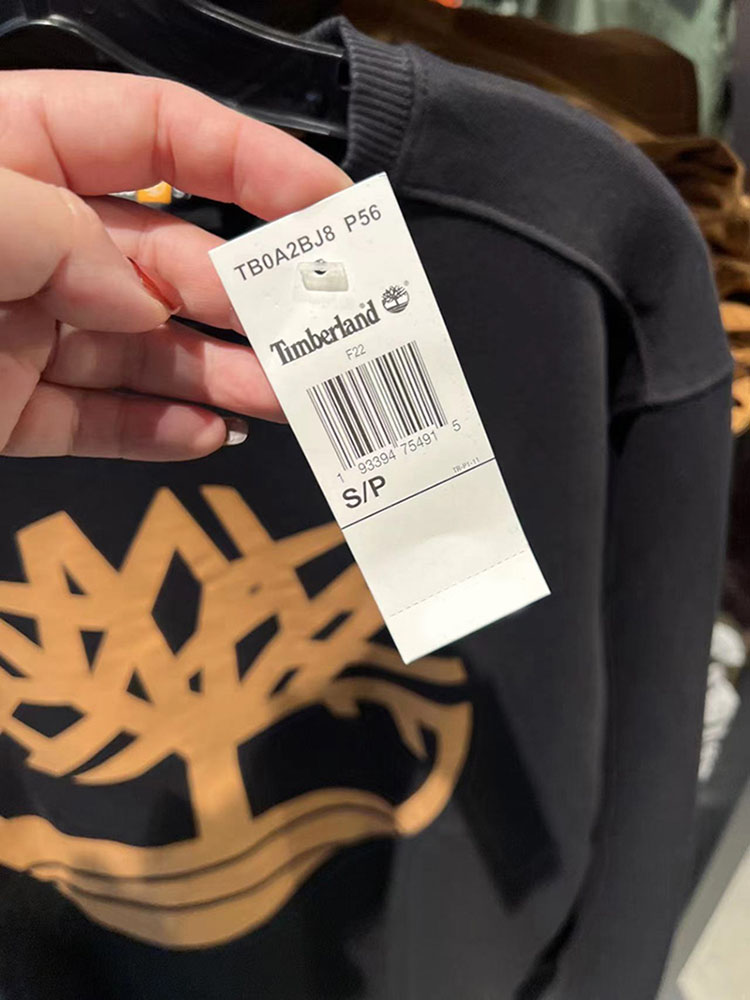 TB0A2BJ8 P56
Timberland
F22
1 93394 75491 5
S/P